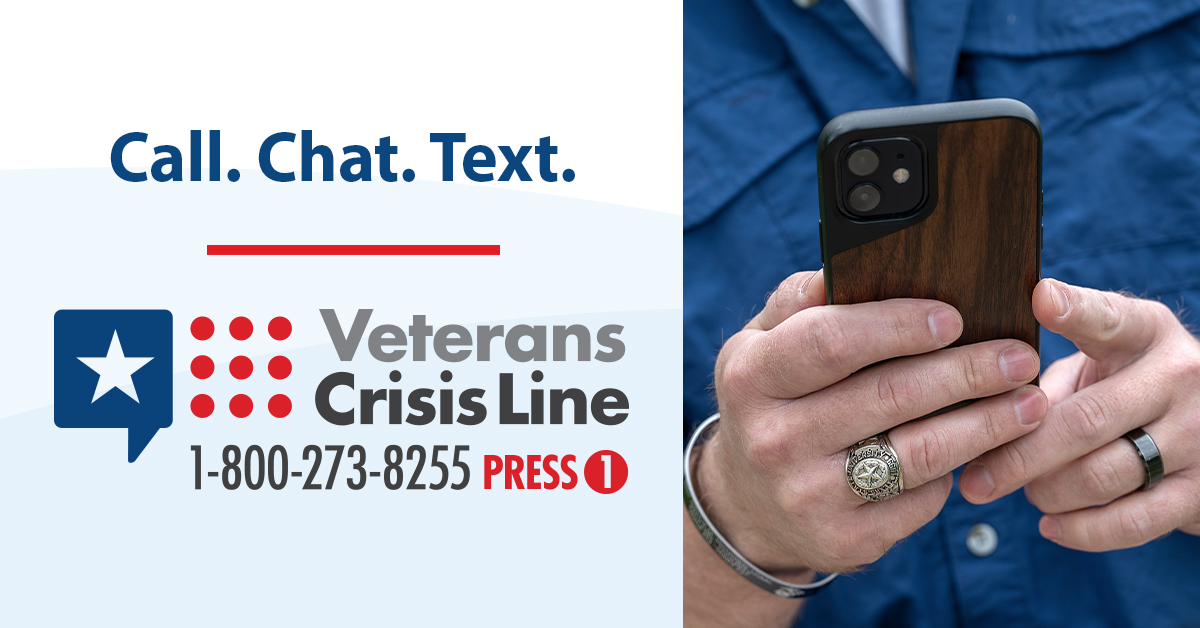 Call. Chat. Text.
Veterans
Crisis Line
1-800-273-8255 PRESS 1